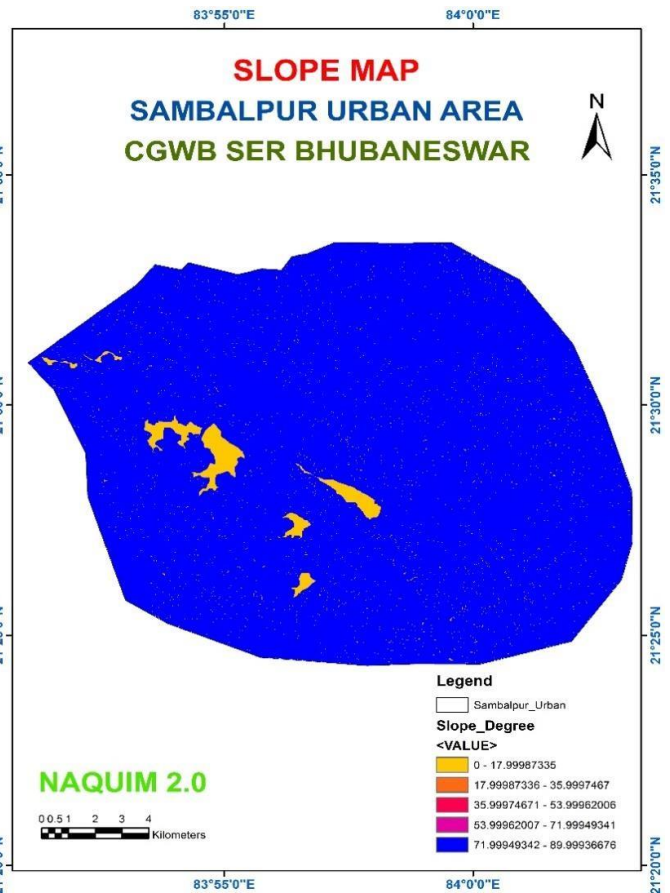 83°55'0"E 84°0'0"E
SLOPE MAP
SAMBALPUR URBAN AREA
CGWB SER BHUBANESWAR
N
21°35'0"N
21°30'0"N
21°25'0"N
Legend
Sambalpur_Urban
Slope_Degree
<VALUE>
0 - 17.99987335
17.99987336 - 35.9997467
35.99974671 - 53.99962006
53.99962007 - 71.99949341
71.99949342 - 89.99936676
NAQUIM 2.0
0 0.5 1 2 3 4
Kilometers
21°20'0"N
83°55'0"E 84°0'0"E